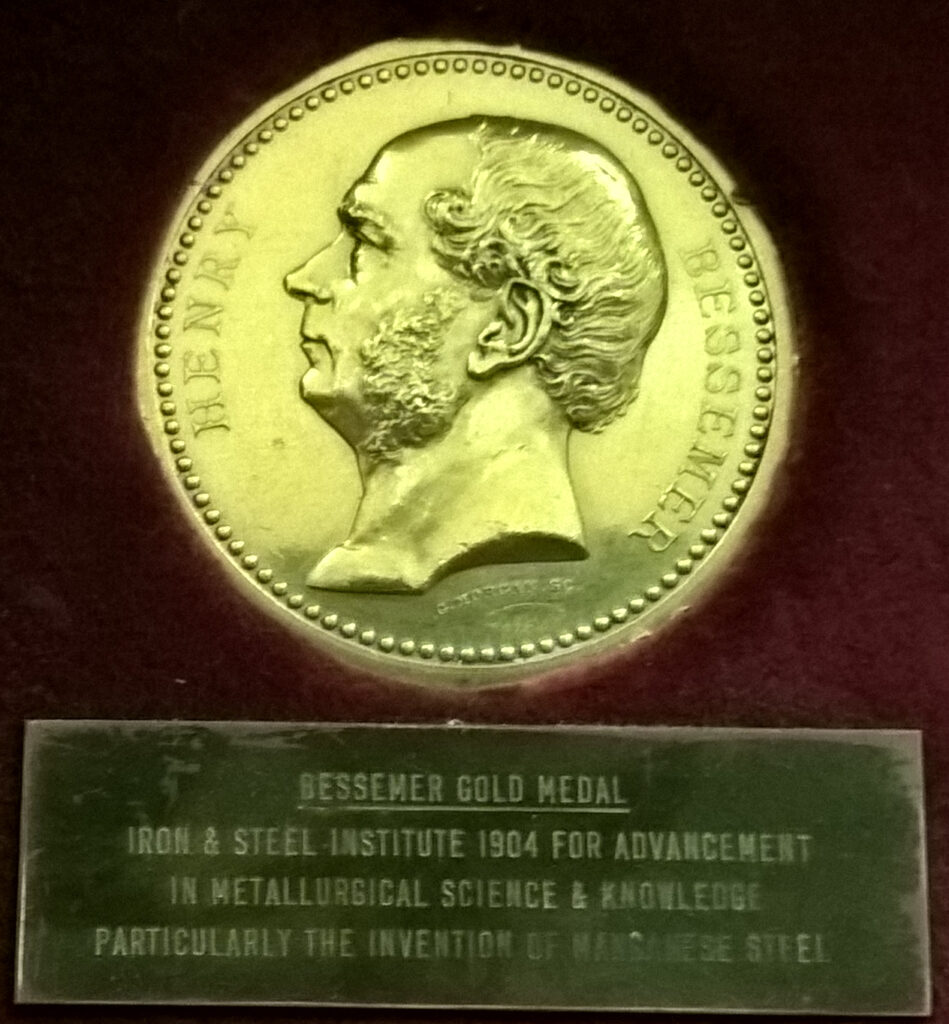 HENRY
BESSEMER
BESSEMER GOLD MEDAL
IRON & STEEL INSTITUTE 1904 FOR ADVANCEMENT
IN METALLURGICAL SCIENCE & KNOWLEDGE
PARTICULARLY THE INVENTION OF MANGANESE STEEL